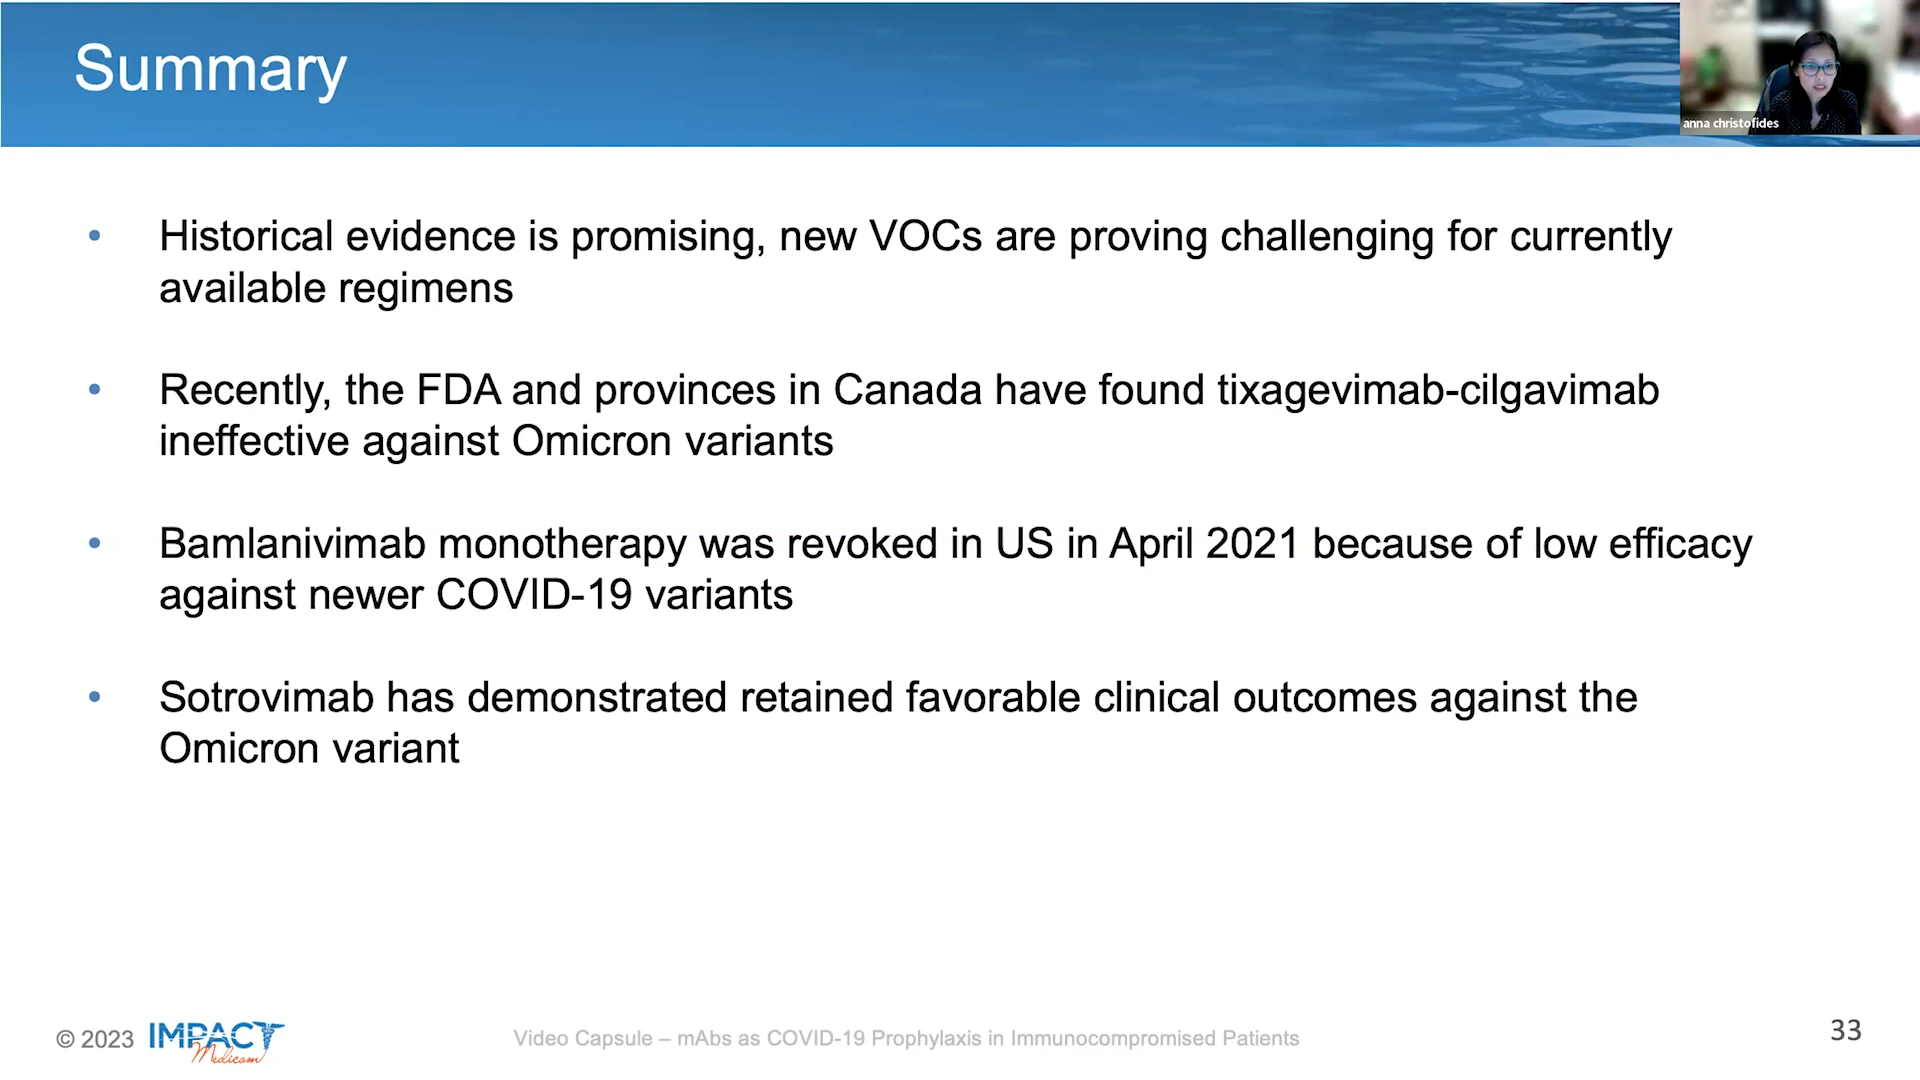 Summary
anna christofides
• Historical evidence is promising, new VOCs are proving challenging for currently
available regimens
• Recently, the FDA and provinces in Canada have found tixagevimab-cilgavimab
ineffective against Omicron variants
• Bamlanivimab monotherapy was revoked in US in April 2021 because of low efficacy
against newer COVID-19 variants
• Sotrovimab has demonstrated retained favorable clinical outcomes against the
Omicron variant
© 2023 IMPACT
Medicom
Video Capsule – mAbs as COVID-19 Prophylaxis in Immunocompromised Patients
33